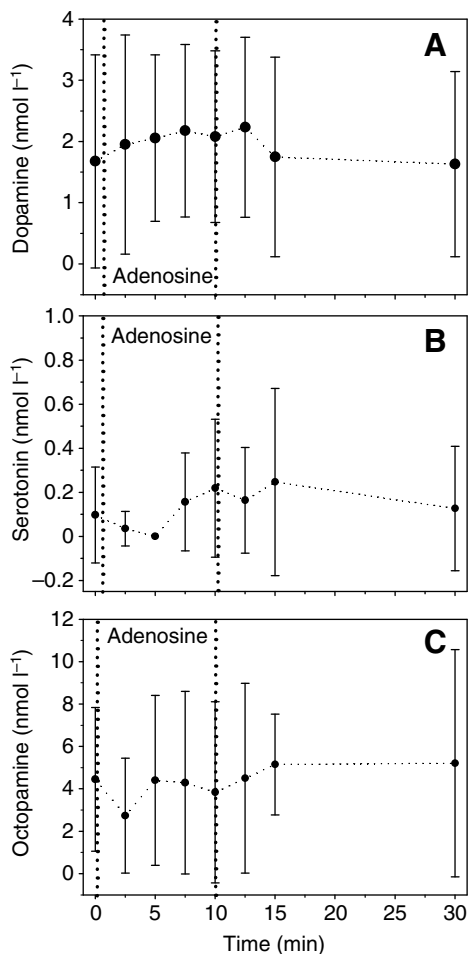 A
Dopamine (nmol l⁻¹)
4
3
2
1
0
Adenosine
B
Serotonin (nmol l⁻¹)
1.0
0.8
0.6
0.4
0.2
0
–0.2
Adenosine
C
Octopamine (nmol l⁻¹)
12
10
8
6
4
2
0
Adenosine
0 5 10 15 20 25 30
Time (min)